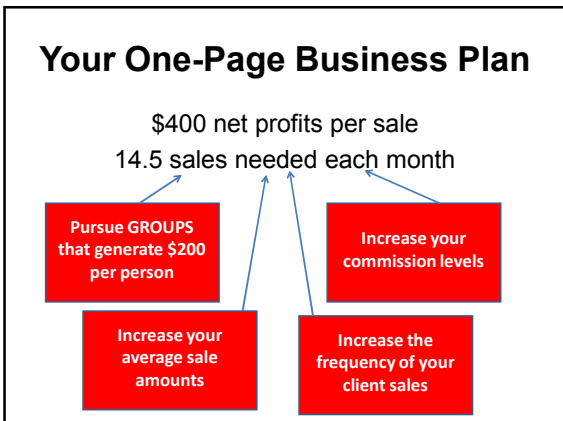 Your One-Page Business Plan
$400 net profits per sale
14.5 sales needed each month
Pursue GROUPS
that generate $200
per person
Increase your
commission levels
Increase your
average sale
amounts
Increase the
frequency of your
client sales